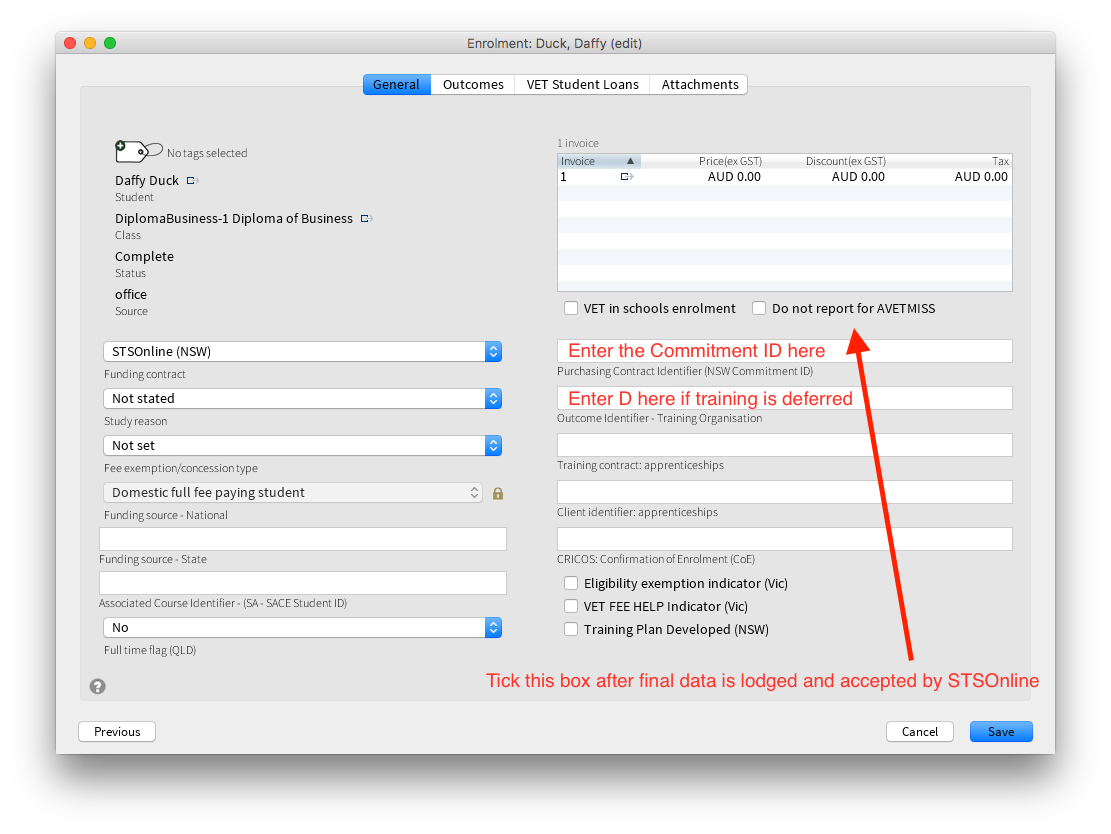 Enrolment: Duck, Daffy (edit)
General Outcomes VET Student Loans Attachments
No tags selected
Daffy Duck
Student
DiplomaBusiness-1 Diploma of Business
Class
Complete
Status
office
Source
STSOnline (NSW)
Funding contract
Not stated
Study reason
Not set
Fee exemption/concession type
Domestic full fee paying student
Funding source - National
Funding source - State
Associated Course Identifier - (SA - SACE Student ID)
No
Full time flag (QLD)
1 invoice
Invoice Price(ex GST) Discount(ex GST) Tax
1 AUD 0.00 AUD 0.00 AUD 0.00
VET in schools enrolment Do not report for AVETMISS
Enter the Commitment ID here
Purchasing Contract Identifier (NSW Commitment ID)
Enter D here if training is deferred
Outcome Identifier - Training Organisation
Training contract: apprenticeships
Client identifier: apprenticeships
CRICOS: Confirmation of Enrolment (CoE)
Eligibility exemption indicator (Vic)
VET FEE HELP Indicator (Vic)
Training Plan Developed (NSW)
Tick this box after final data is lodged and accepted by STSOnline
?
Previous Cancel Save